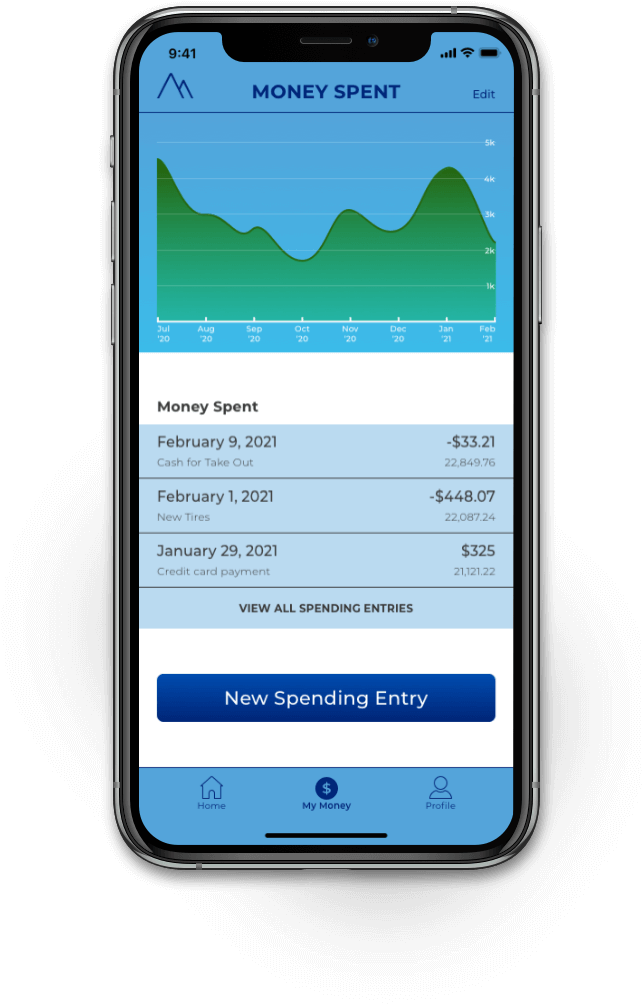 9:41
MONEY SPENT
Edit
5k
4k
3k
2k
1k
Jul Aug Sep Oct Nov Dec Jan Feb
'20 '20 '20 '20 '20 '20 '21 '21
Money Spent
February 9, 2021 -$33.21
Cash for Take Out 22,849.76
February 1, 2021 -$448.07
New Tires 22,087.24
January 29, 2021 $325
Credit card payment 21,121.22
VIEW ALL SPENDING ENTRIES
New Spending Entry
$
Home My Money Profile